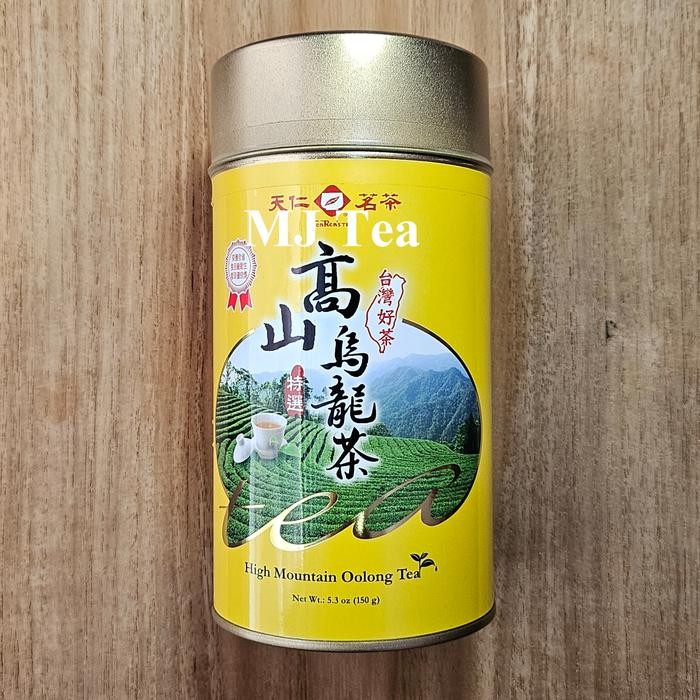 天仁 茗茶
MJ Tea
高山烏龍茶
台灣好茶
特選
tea
High Mountain Oolong Tea
Net Wt.: 5.3 oz (150 g)